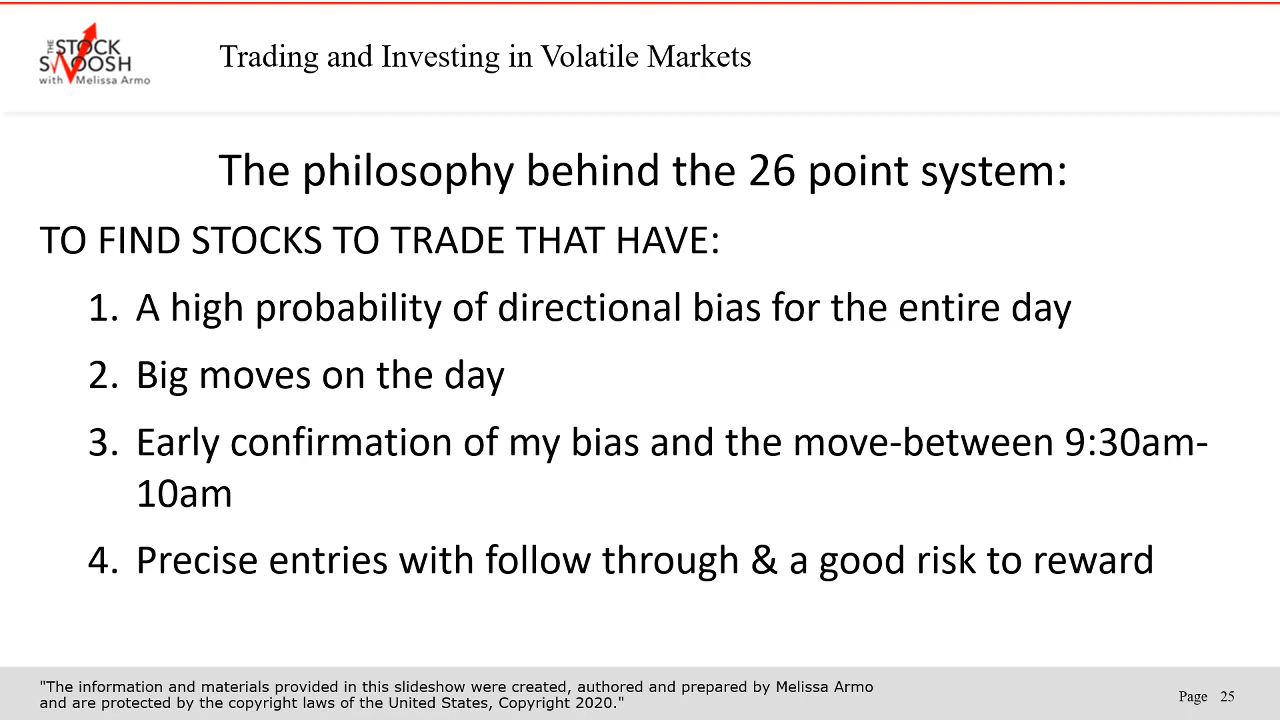 THE STOCK
SWOOSH
with Melissa Armo
Trading and Investing in Volatile Markets
The philosophy behind the 26 point system:
TO FIND STOCKS TO TRADE THAT HAVE:
1. A high probability of directional bias for the entire day
2. Big moves on the day
3. Early confirmation of my bias and the move-between 9:30am-
10am
4. Precise entries with follow through & a good risk to reward
"The information and materials provided in this slideshow were created, authored and prepared by Melissa Armo
and are protected by the copyright laws of the United States, Copyright 2020."
Page 25